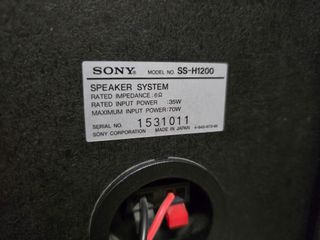 SONY® MODEL NO. SS-H1200
SPEAKER SYSTEM
RATED IMPEDANCE :6Ω
RATED INPUT POWER :35W
MAXIMUM INPUT POWER:70W
SERIAL NO. 1531011
SONY CORPORATION MADE IN JAPAN